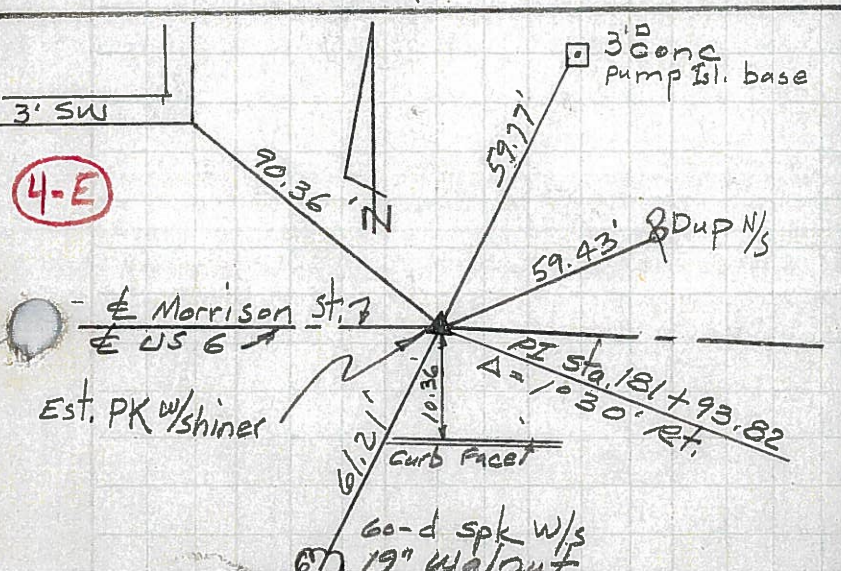 3'□ Conc
Pump Isl. base
3' SW
59.77'
90.36'
4-E
N
59.43'
Dup N/S
℄ Morrison St.
℄ US 6
PI Sta. 181+93.82
Δ = 1°30' Rt.
Est. PK w/shiner
10.36'
61.21'
Curb Face
60-d spk w/s
19" Walnut